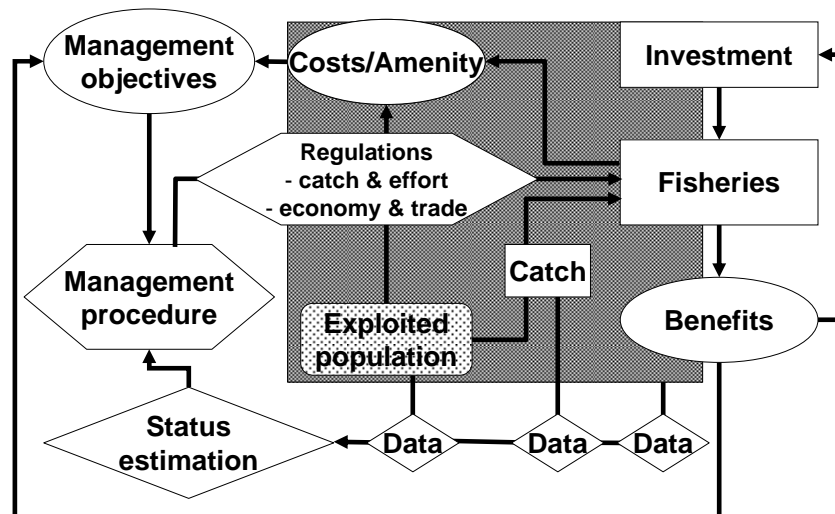 Management
objectives
Costs/Amenity
Investment
Regulations
- catch & effort
- economy & trade
Fisheries
Catch
Management
procedure
Exploited
population
Benefits
Status
estimation
Data
Data
Data